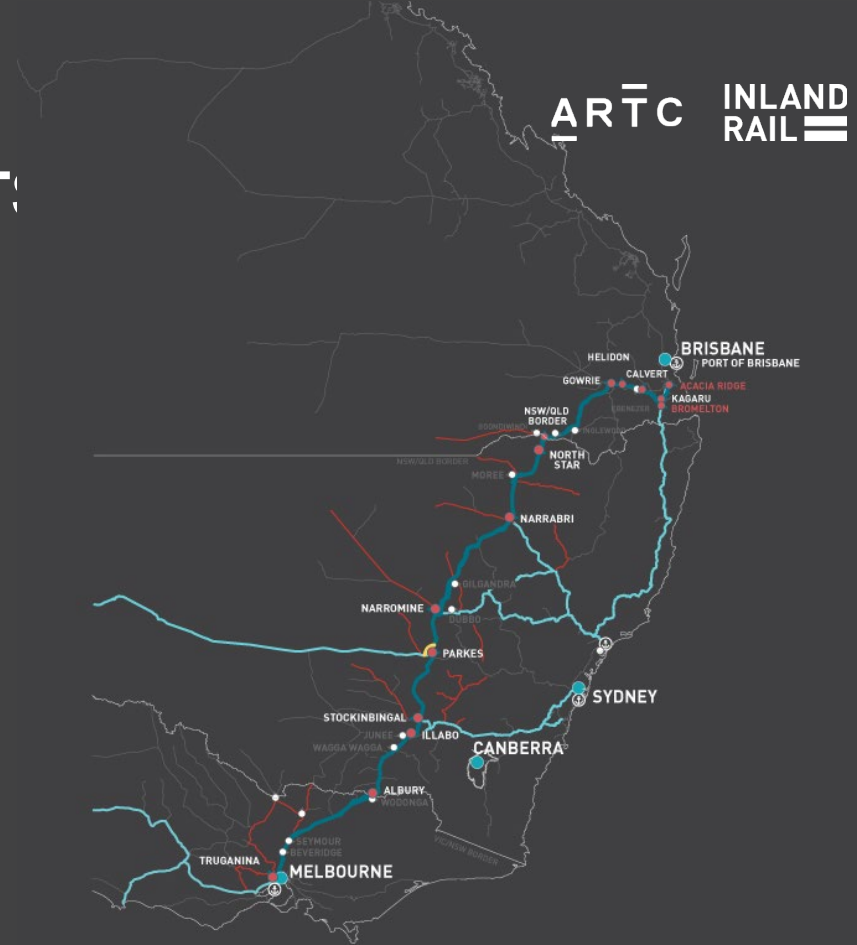 ARTC
INLAND
RAIL
BRISBANE
PORT OF BRISBANE
HELIDON
CALVERT
GOWRIE
ACACIA RIDGE
KAGARU
BROMELTON
EBENEZER
NSW/QLD
BORDER
GOONDIWINDI
INGLEWOOD
NORTH
STAR
NSW/QLD BORDER
MOREE
NARRABRI
GILGANDRA
NARROMINE
DUBBO
PARKES
SYDNEY
STOCKINBINGAL
JUNEE
ILLABO
WAGGA WAGGA
CANBERRA
ALBURY
WODONGA
SEYMOUR
BEVERIDGE
VIC/NSW BORDER
TRUGANINA
MELBOURNE